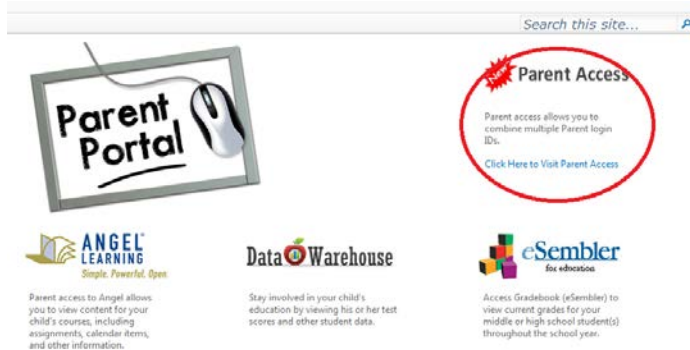 Search this site...
Parent
Portal
New
Parent Access
Parent access allows you to
combine multiple Parent login
IDs.
Click Here to Visit Parent Access
ANGEL
LEARNING
Simple. Powerful. Open.
Parent access to Angel allows
you to view content for your
child's courses, including
assignments, calendar items,
and other information.
Data Warehouse
Stay involved in your child's
education by viewing his or her test
scores and other student data.
eSembler
for education
Access Gradebook (eSembler) to
view current grades for your
middle or high school student(s)
throughout the school year.